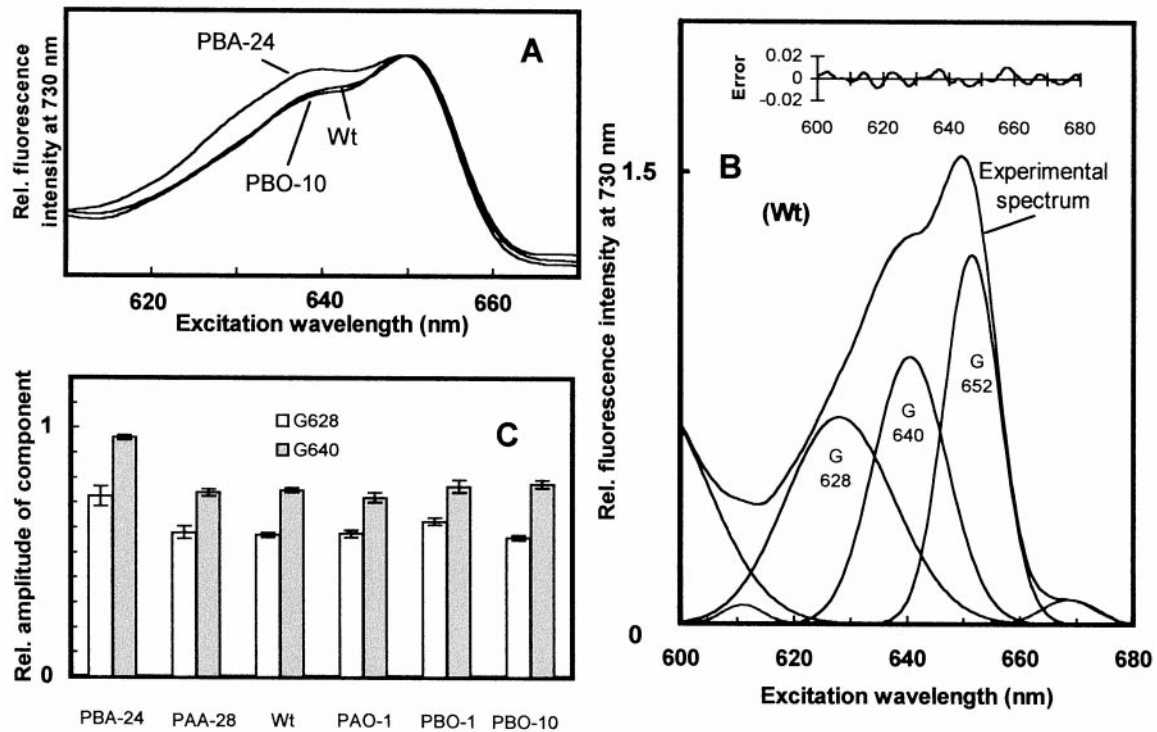 Rel. fluorescence
intensity at 730 nm
PBA-24
A
Wt
PBO-10
620
640
660
Excitation wavelength (nm)
Rel. amplitude of component
1
0
G628
G640
C
PBA-24
PAA-28
Wt
PAO-1
PBO-1
PBO-10
Rel. fluorescence intensity at 730 nm
1.5
0
Error
0.02
0
-0.02
600
620
640
660
680
B
(Wt)
Experimental
spectrum
G
652
G
640
G
628
600
620
640
660
680
Excitation wavelength (nm)